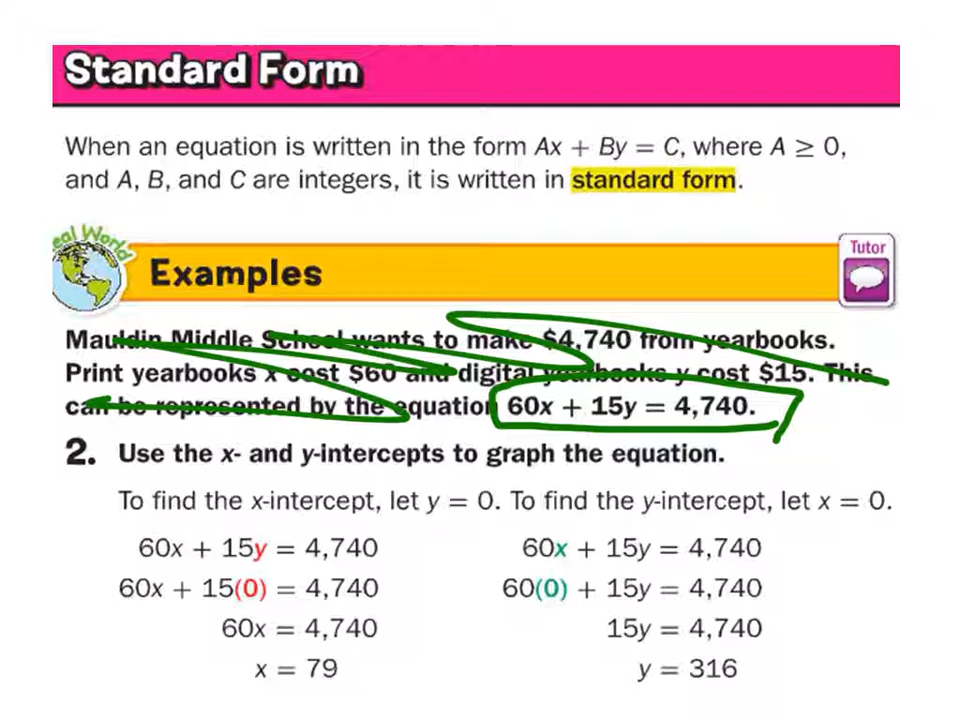 Standard Form
When an equation is written in the form Ax + By = C, where A ≥ 0,
and A, B, and C are integers, it is written in standard form.
eal World
Examples
Tutor
Mauldin Middle School wants to make $4,740 from yearbooks.
Print yearbooks x cost $60 and digital yearbooks y cost $15. This
can be represented by the equation 60x + 15y = 4,740.
2. Use the x- and y-intercepts to graph the equation.
To find the x-intercept, let y = 0. To find the y-intercept, let x = 0.
60x + 15y = 4,740 60x + 15y = 4,740
60x + 15(0) = 4,740 60(0) + 15y = 4,740
60x = 4,740 15y = 4,740
x = 79 y = 316